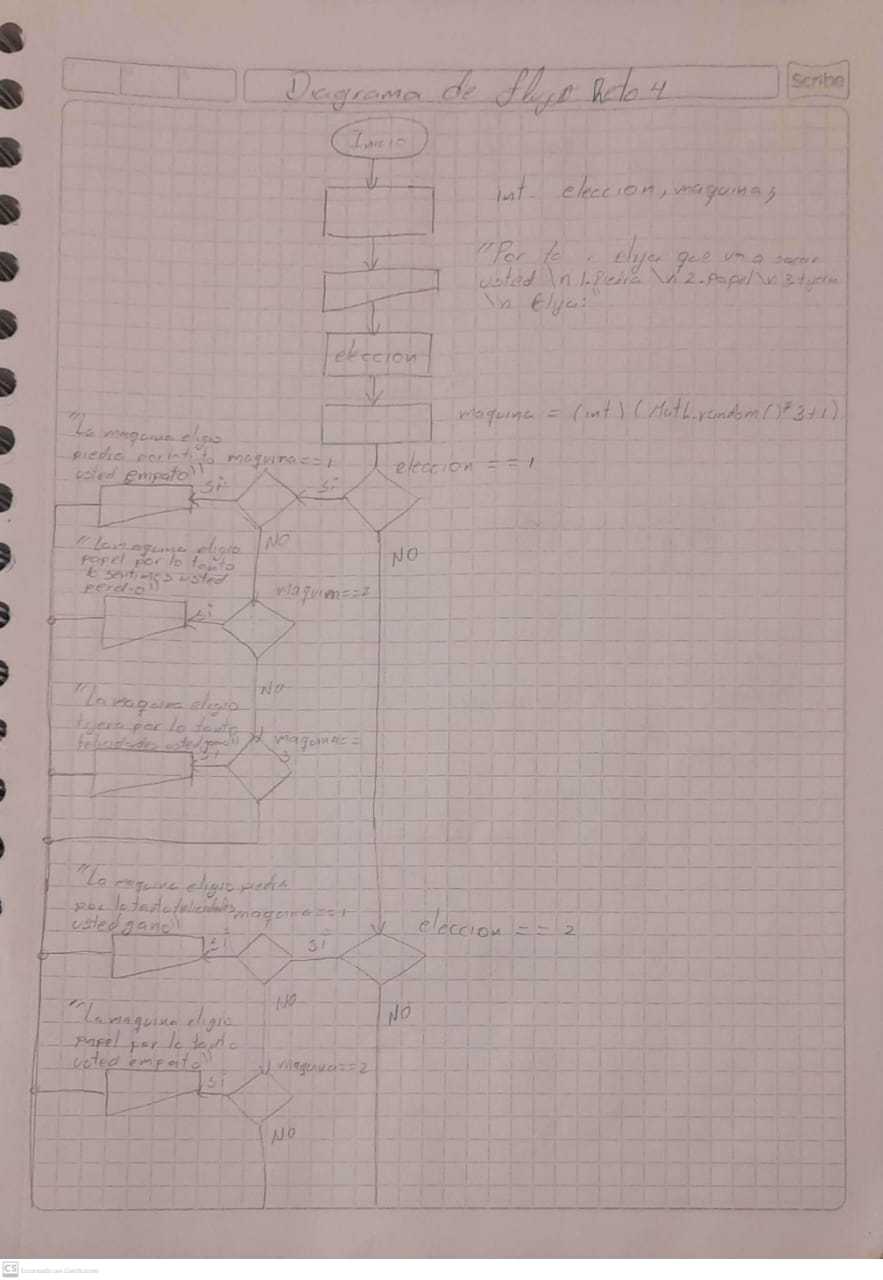 Diagrama de flujo Reto 4
Scribe
Inicio
int eleccion, maquina;
"Por fa , elija que va a sacar
usted \n 1.Piedra \n 2.Papel \n 3.tijera
\n Elija:"
eleccion
maquina = (int) (Math.random()*3+1)
eleccion == 1
"La maquina eligio
piedra por lo tanto
usted empato"
maquina==1
si
si
NO
NO
"La maquina eligio
papel por lo tanto
sentimos usted
perdio"
maquina==2
si
NO
"La maquina eligio
tijera por lo tanto
felicidades usted gano"
maquina==
3
si
"La maquina eligio piedra
por lo tanto felicidades
usted gano"
maquina==1
si
si
eleccion == 2
NO
NO
"La maquina eligio
papel por lo tanto
usted empato"
maquina==2
si
NO
CS Escaneado con CamScanner